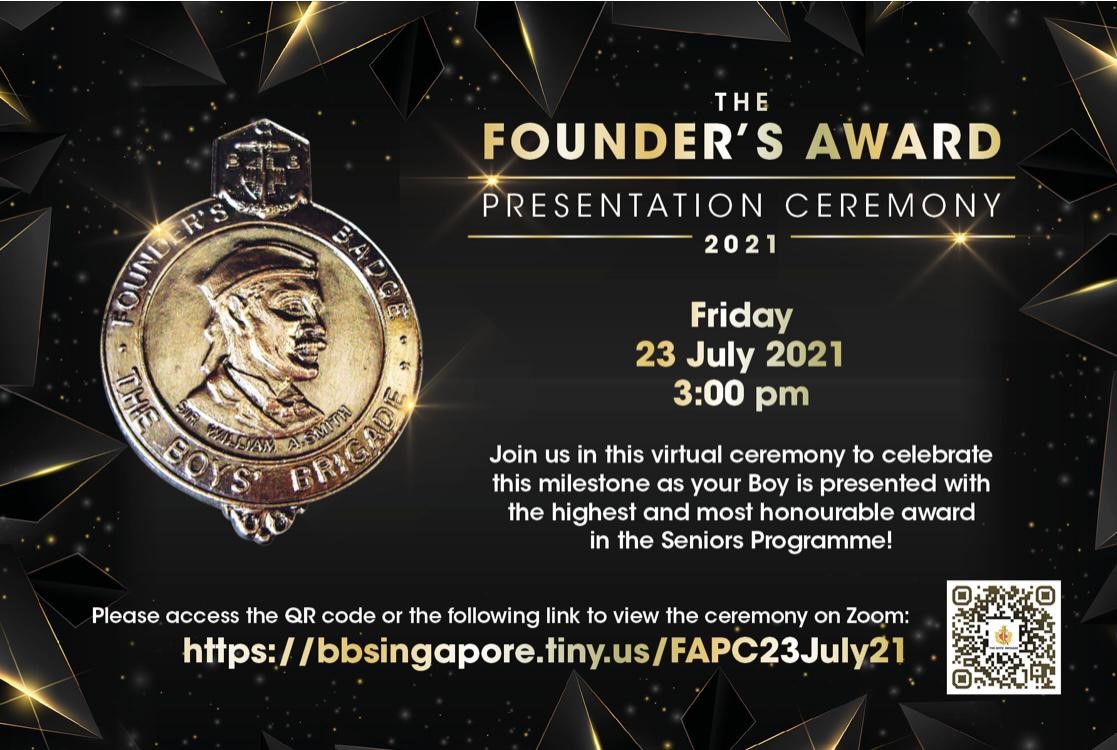 THE
FOUNDER'S AWARD
PRESENTATION CEREMONY
2021
FOUNDER'S BADGE
SIR WILLIAM A. SMITH
THE BOYS' BRIGADE
Friday
23 July 2021
3:00 pm
Join us in this virtual ceremony to celebrate
this milestone as your Boy is presented with
the highest and most honourable award
in the Seniors Programme!
Please access the QR code or the following link to view the ceremony on Zoom:
https://bbsingapore.tiny.us/FAPC23July21